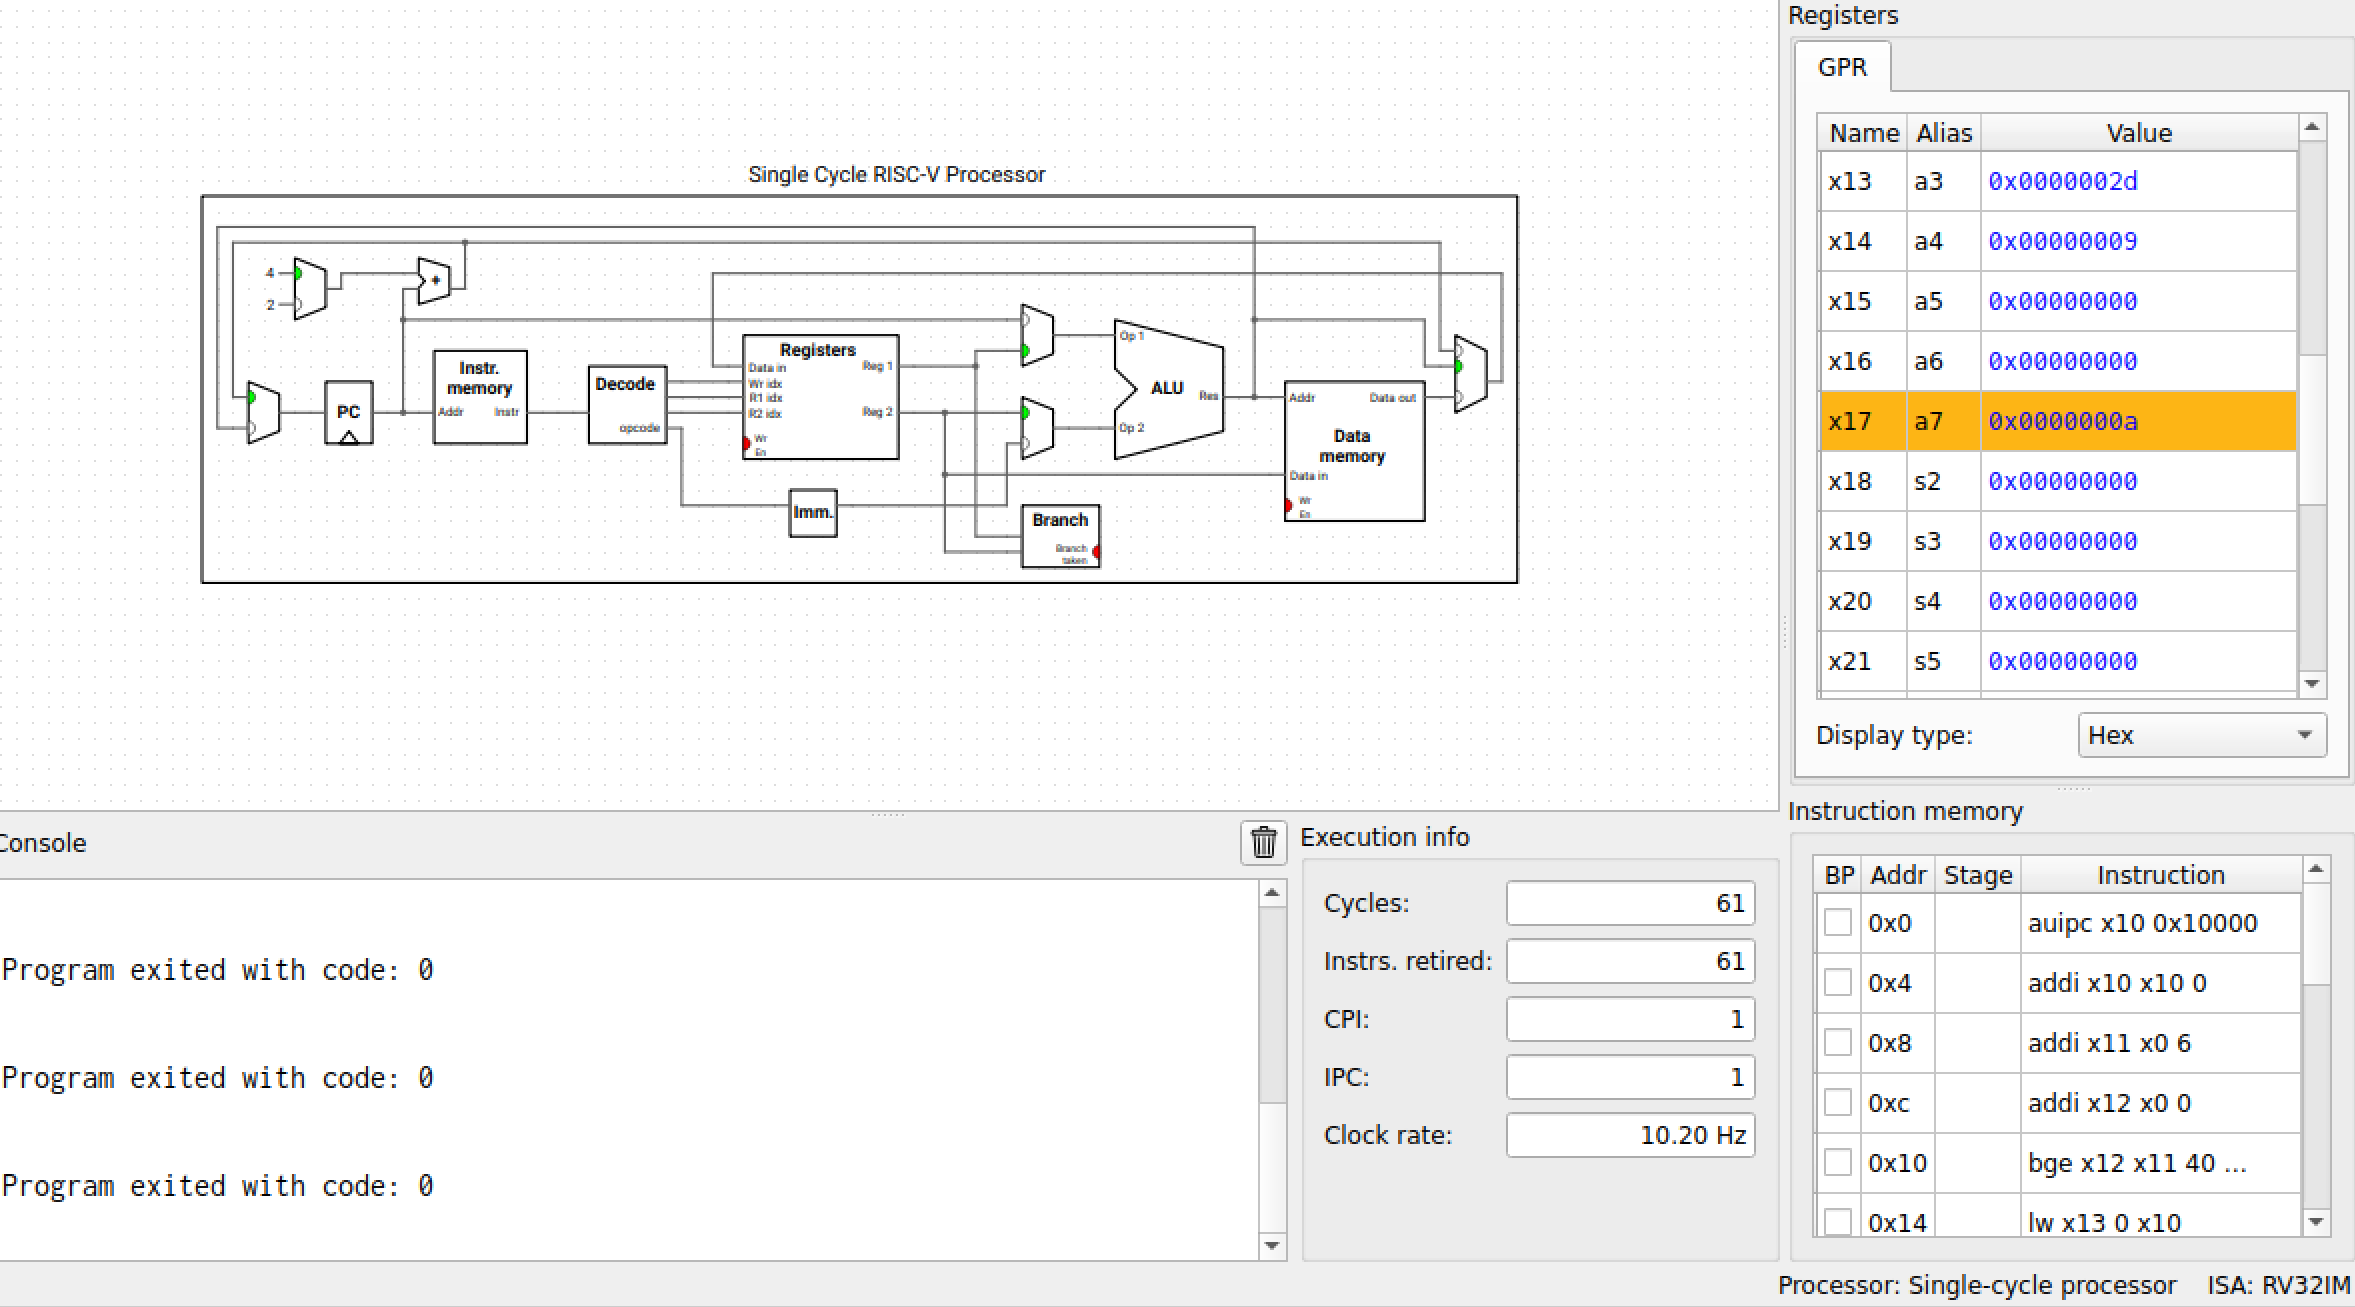 Single Cycle RISC-V Processor
4
2
+
PC
Instr.
memory
Addr
Instr
Decode
opcode
Registers
Data in
Wr idx
R1 idx
R2 idx
Wr
En
Reg 1
Reg 2
Imm.
Branch
Branch
taken
Op 1
Op 2
ALU
Res
Addr
Data out
Data
memory
Data in
Wr
En
Registers
GPR
Name Alias Value
x13 a3 0x0000002d
x14 a4 0x00000009
x15 a5 0x00000000
x16 a6 0x00000000
x17 a7 0x0000000a
x18 s2 0x00000000
x19 s3 0x00000000
x20 s4 0x00000000
x21 s5 0x00000000
Display type: Hex
Console
Program exited with code: 0
Program exited with code: 0
Program exited with code: 0
Execution info
Cycles: 61
Instrs. retired: 61
CPI: 1
IPC: 1
Clock rate: 10.20 Hz
Instruction memory
BP Addr Stage Instruction
0x0 auipc x10 0x10000
0x4 addi x10 x10 0
0x8 addi x11 x0 6
0xc addi x12 x0 0
0x10 bge x12 x11 40 ...
0x14 lw x13 0 x10
Processor: Single-cycle processor ISA: RV32IM